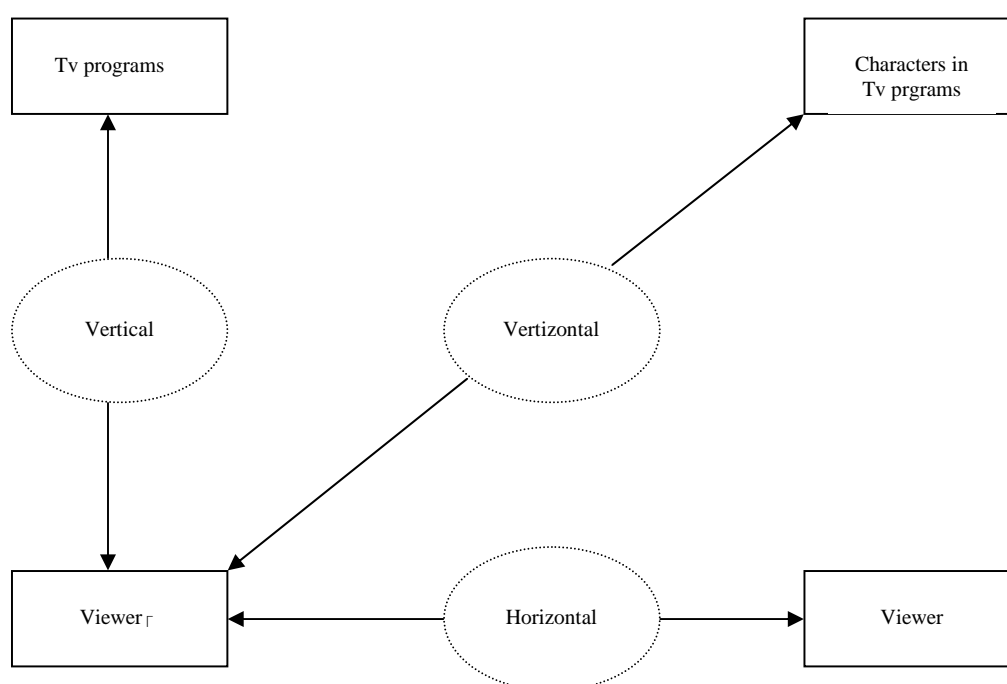 Tv programs
Characters in
Tv prgrams
Vertical
Vertizontal
Viewer
Horizontal
Viewer